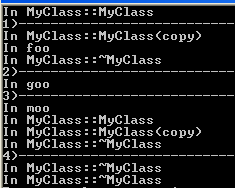 In MyClass::MyClass
1)------------------------------
In MyClass::MyClass(copy)
In foo
In MyClass::~MyClass
2)------------------------------
In goo
3)------------------------------
In moo
In MyClass::MyClass
In MyClass::MyClass(copy)
In MyClass::~MyClass
4)------------------------------
In MyClass::~MyClass
In MyClass::~MyClass